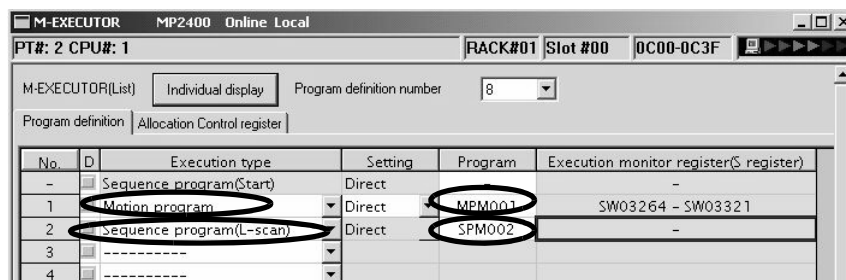 M-EXECUTOR MP2400 Online Local
PT#: 2 CPU#: 1 RACK#01 Slot #00 0C00-0C3F
M-EXECUTOR(List) Individual display Program definition number 8
Program definition Allocation Control register
No. D Execution type Setting Program Execution monitor register(S register)
- Sequence program(Start) Direct - -
1 Motion program Direct MPM001 SW03264 - SW03321
2 Sequence program(L-scan) Direct SPM002 -
3 ----------
4 ----------